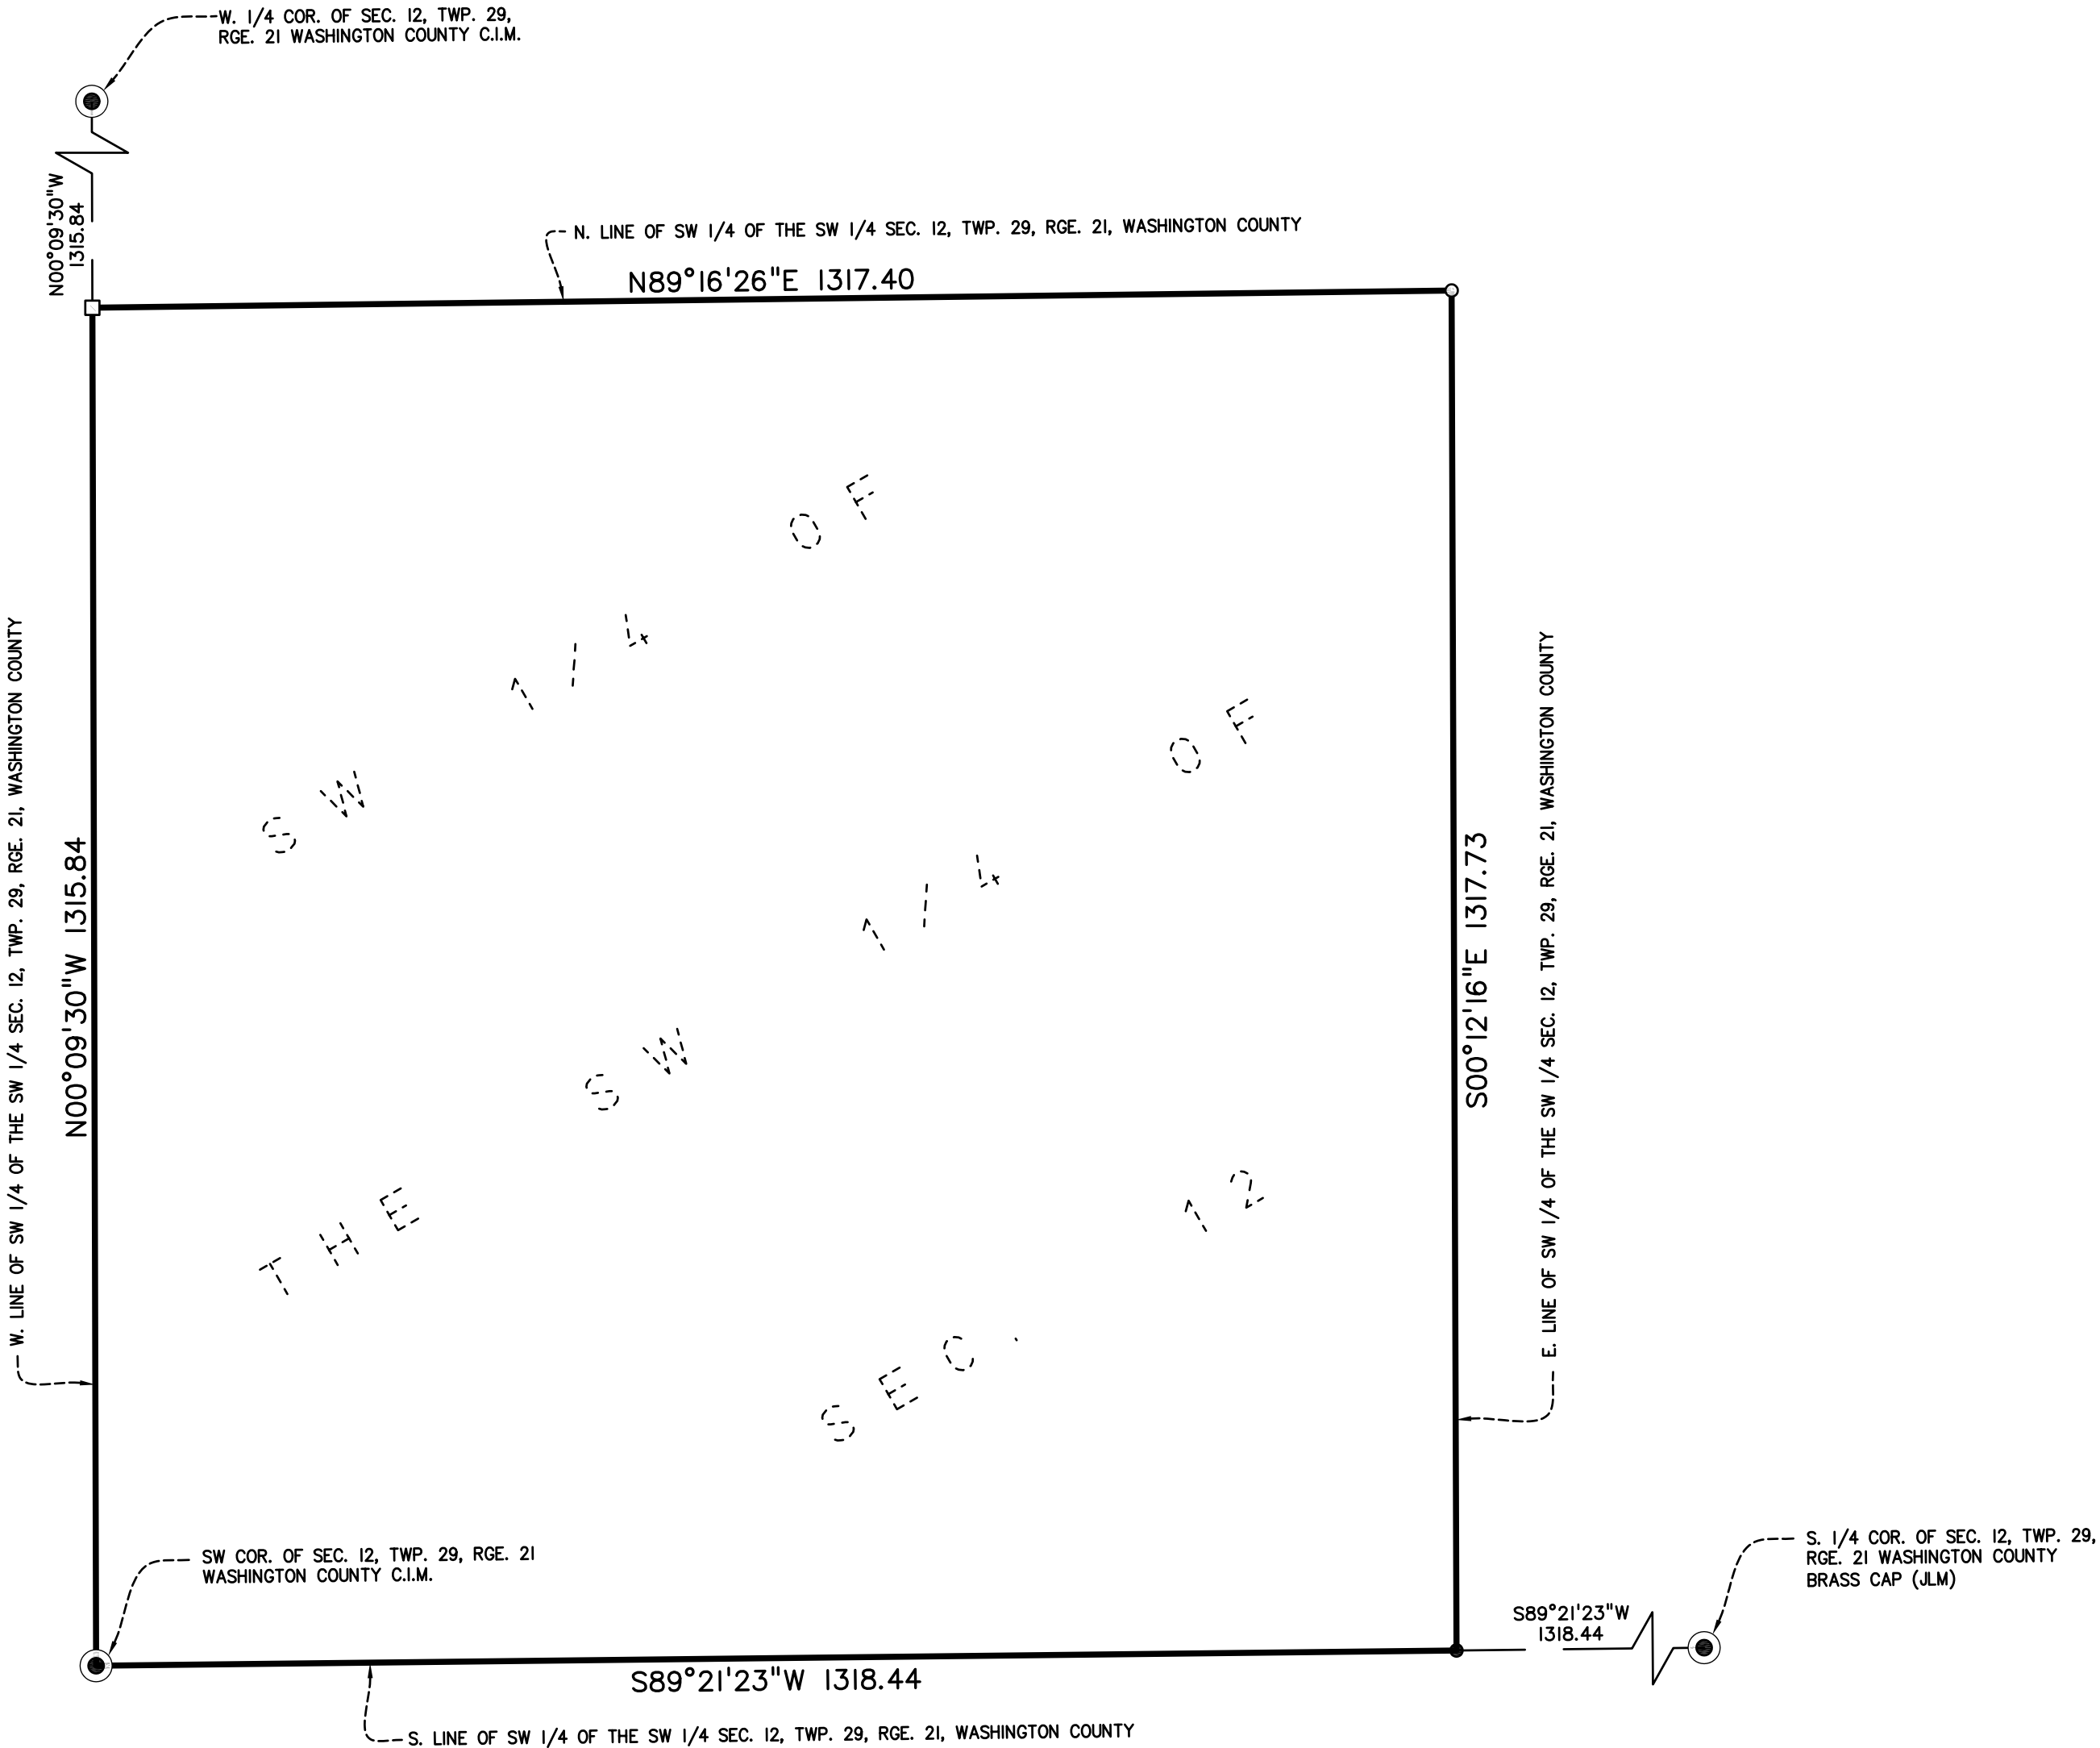 W. 1/4 COR. OF SEC. 12, TWP. 29,
RGE. 21 WASHINGTON COUNTY C.I.M.
N00°09'30"W
1315.84
N. LINE OF SW 1/4 OF THE SW 1/4 SEC. 12, TWP. 29, RGE. 21, WASHINGTON COUNTY
N89°16'26"E 1317.40
W. LINE OF SW 1/4 OF THE SW 1/4 SEC. 12, TWP. 29, RGE. 21, WASHINGTON COUNTY
N00°09'30"W 1315.84
SW 1/4 OF
THE SW 1/4 OF
SEC. 12
S00°12'16"E 1317.73
E. LINE OF SW 1/4 OF THE SW 1/4 SEC. 12, TWP. 29, RGE. 21, WASHINGTON COUNTY
SW COR. OF SEC. 12, TWP. 29, RGE. 21
WASHINGTON COUNTY C.I.M.
S. 1/4 COR. OF SEC. 12, TWP. 29,
RGE. 21 WASHINGTON COUNTY
BRASS CAP (JLM)
S89°21'23"W
1318.44
S89°21'23"W 1318.44
S. LINE OF SW 1/4 OF THE SW 1/4 SEC. 12, TWP. 29, RGE. 21, WASHINGTON COUNTY